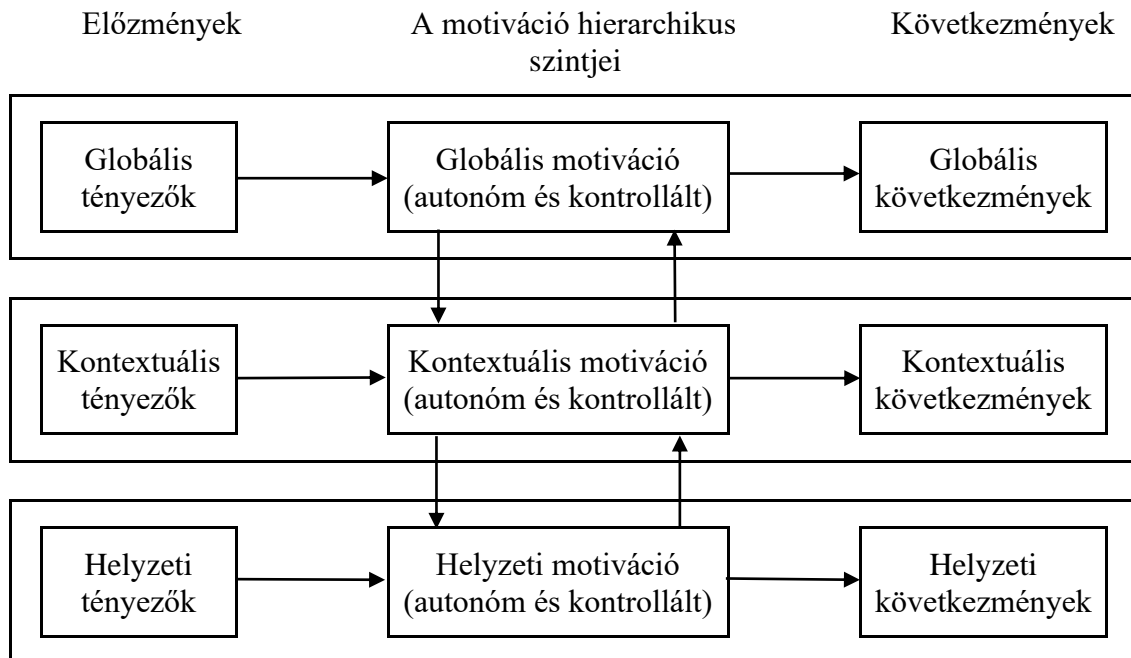 Előzmények
A motiváció hierarchikus
szintjei
Következmények
Globális
tényezők
Globális motiváció
(autonóm és kontrollált)
Globális
következmények
Kontextuális
tényezők
Kontextuális motiváció
(autonóm és kontrollált)
Kontextuális
következmények
Helyzeti
tényezők
Helyzeti motiváció
(autonóm és kontrollált)
Helyzeti
következmények